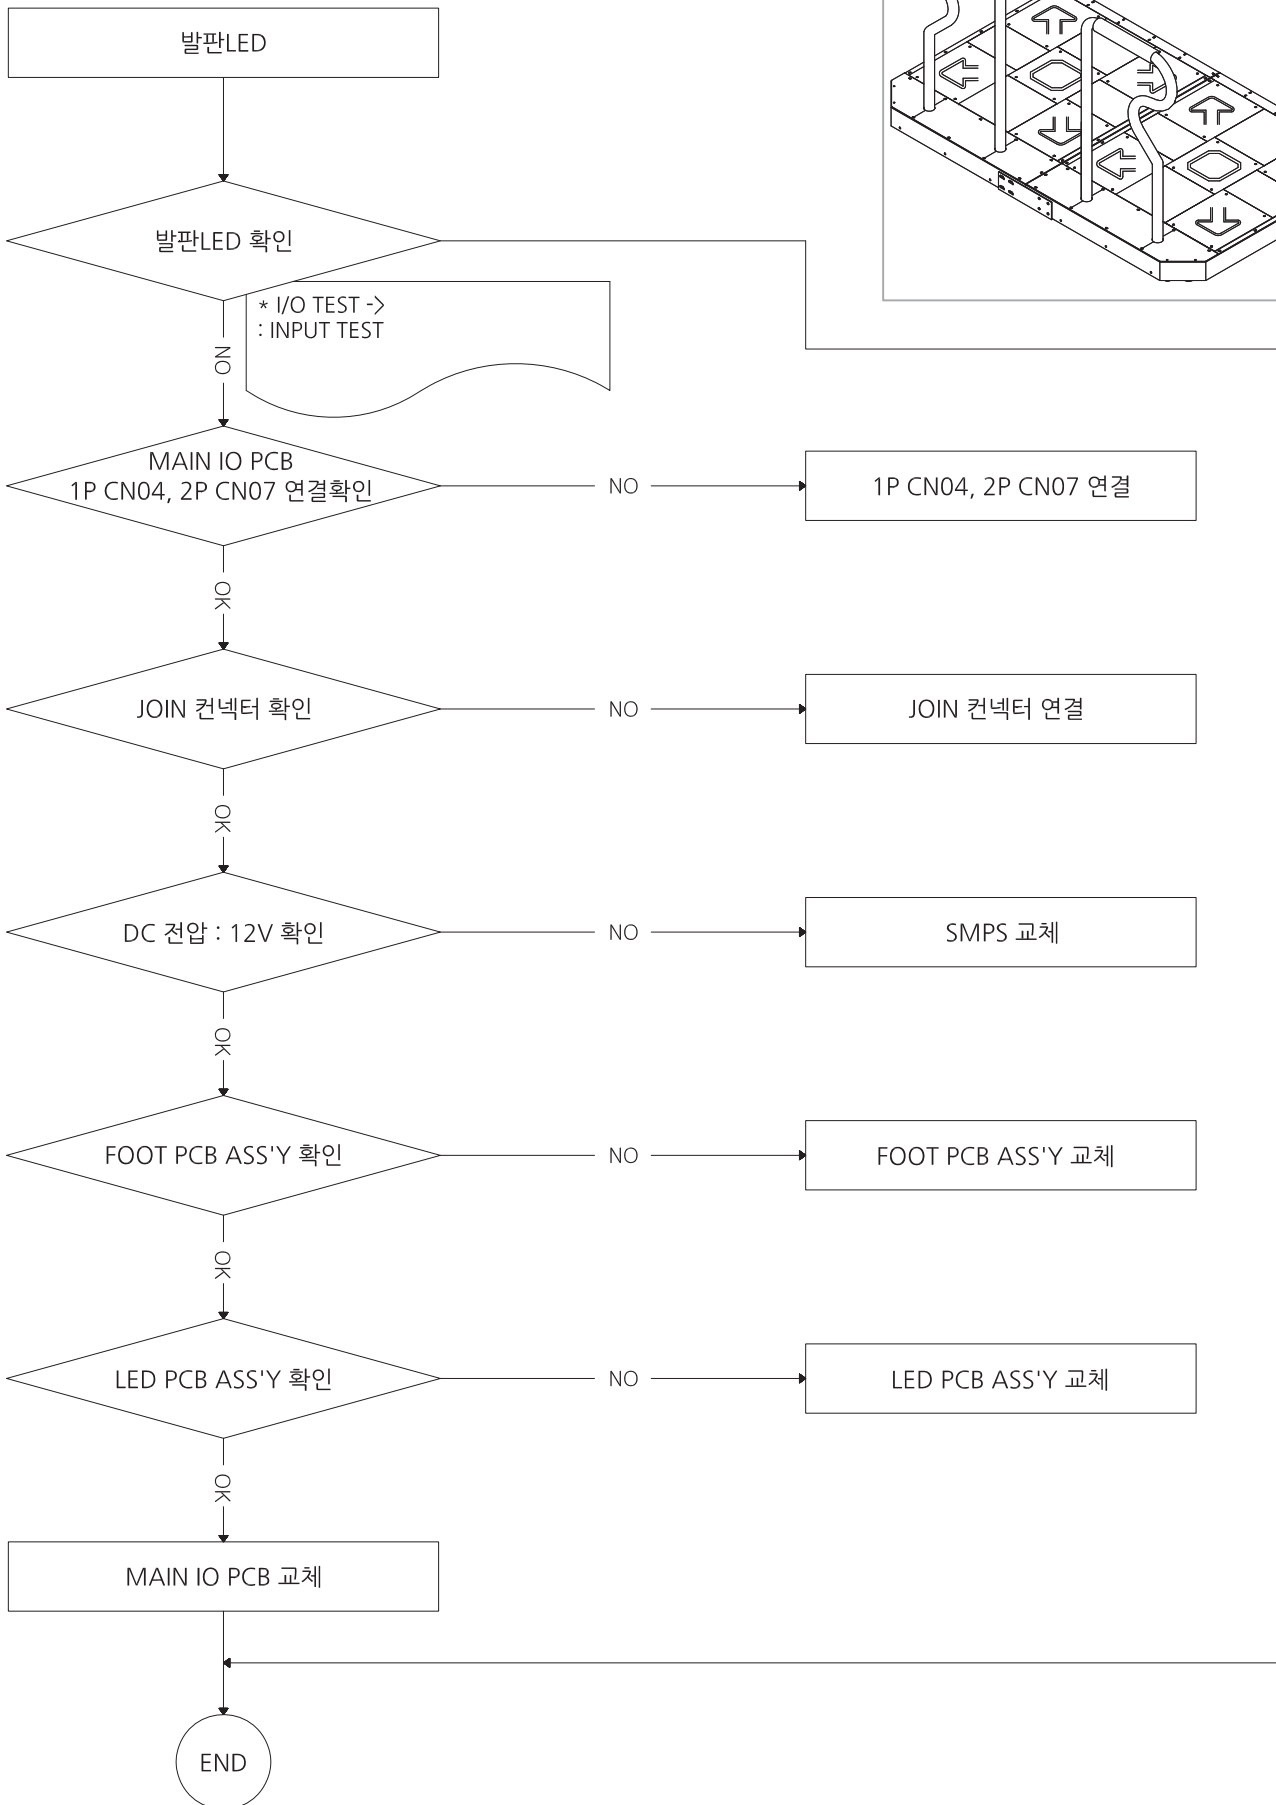 발판LED
발판LED 확인
* I/O TEST ->
: INPUT TEST
NO
MAIN IO PCB
1P CN04, 2P CN07 연결확인
NO
1P CN04, 2P CN07 연결
OK
JOIN 컨넥터 확인
NO
JOIN 컨넥터 연결
OK
DC 전압 : 12V 확인
NO
SMPS 교체
OK
FOOT PCB ASS'Y 확인
NO
FOOT PCB ASS'Y 교체
OK
LED PCB ASS'Y 확인
NO
LED PCB ASS'Y 교체
OK
MAIN IO PCB 교체
END